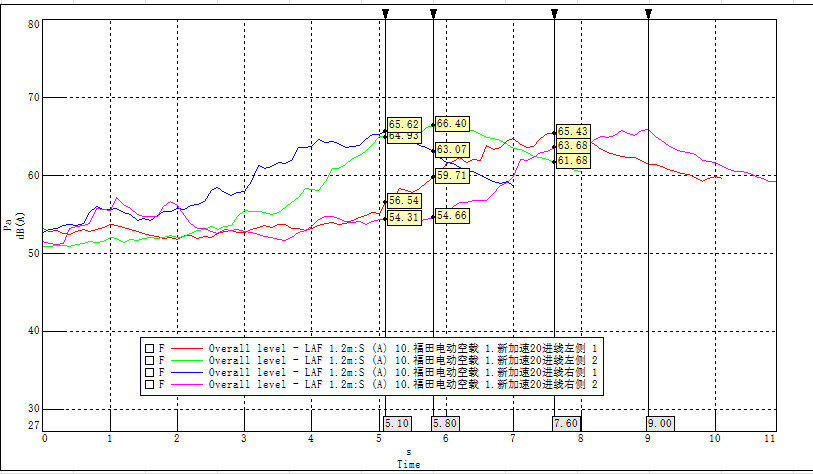 80
70
60
50
40
30
27
Pa
dB(A)
65.62
64.93
56.54
54.31
66.40
63.07
59.71
54.66
65.43
63.68
61.68
F Overall level - LAF 1.2m:S (A) 10.福田电动空载 1.新加速20进线左侧 1
F Overall level - LAF 1.2m:S (A) 10.福田电动空载 1.新加速20进线左侧 2
F Overall level - LAF 1.2m:S (A) 10.福田电动空载 1.新加速20进线右侧 1
F Overall level - LAF 1.2m:S (A) 10.福田电动空载 1.新加速20进线右侧 2
5.10 5.80 7.60 9.00
0 1 2 3 4 5 6 7 8 9 10 11
s
Time